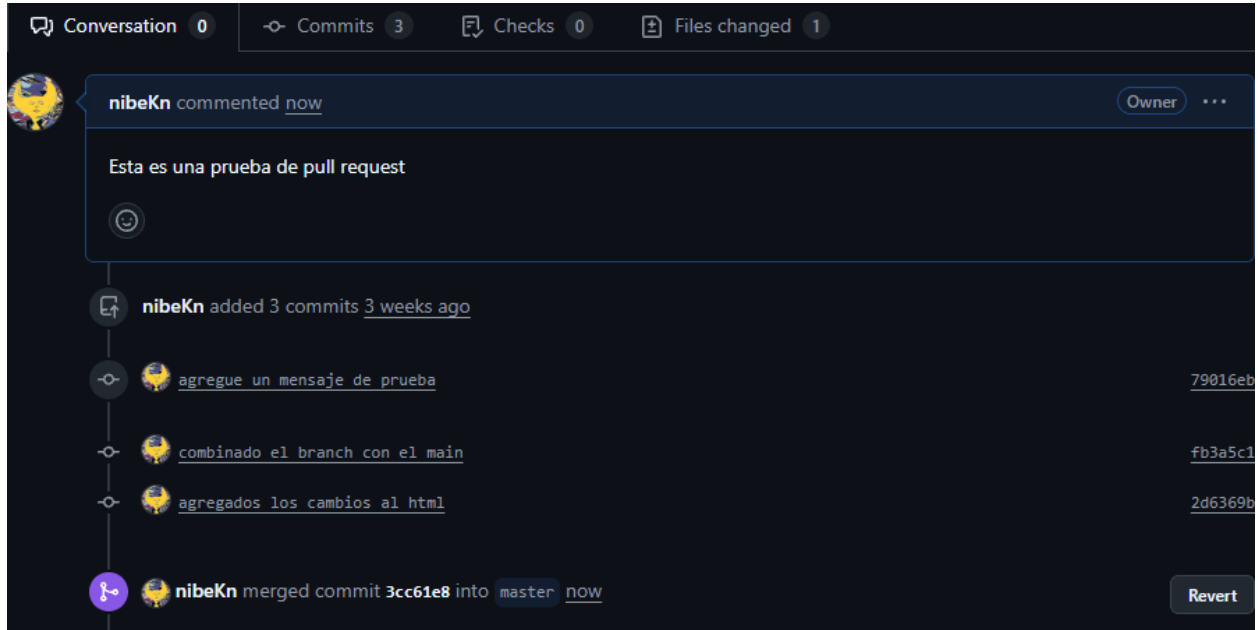 Conversation 0 Commits 3 Checks 0 Files changed 1
nibeKn commented now Owner
Esta es una prueba de pull request
nibeKn added 3 commits 3 weeks ago
agregue un mensaje de prueba 79016eb
combinado el branch con el main fb3a5c1
agregados los cambios al html 2d6369b
nibeKn merged commit 3cc61e8 into master now Revert